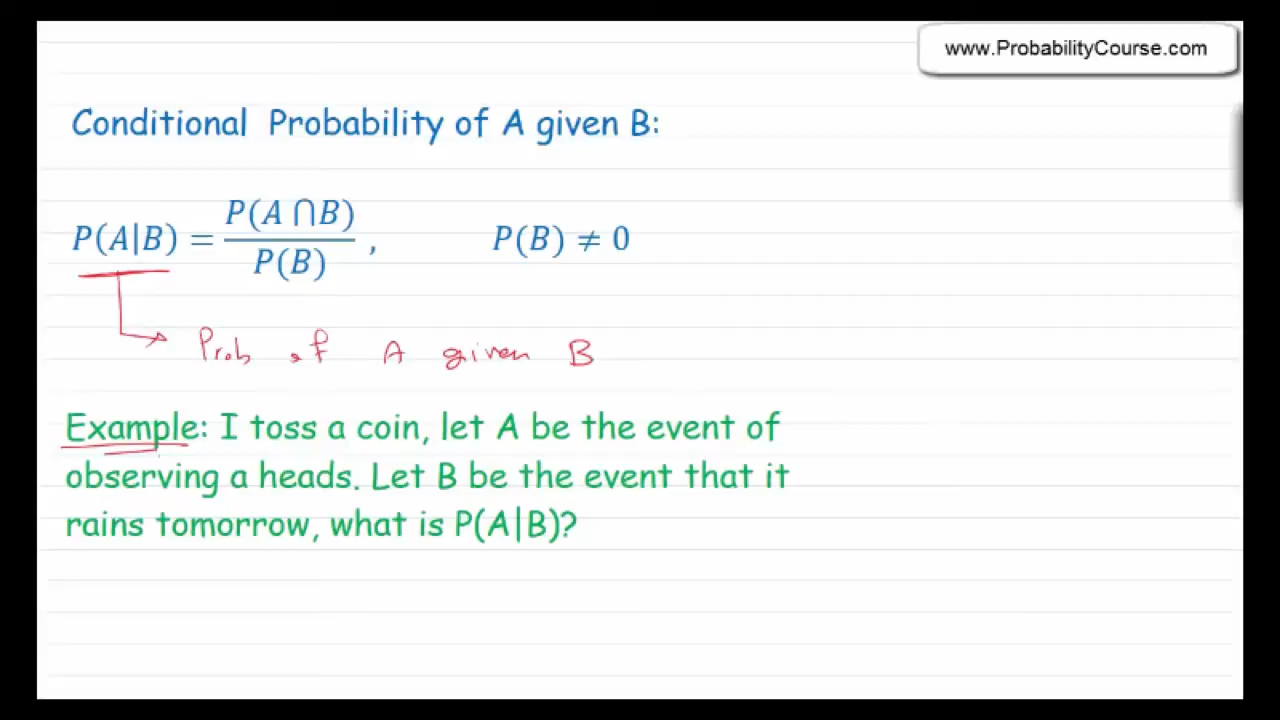 www.ProbabilityCourse.com
Conditional Probability of A given B:
P(A|B) = P(A ∩ B) / P(B) , P(B) ≠ 0
Prob of A given B
Example: I toss a coin, let A be the event of
observing a heads. Let B be the event that it
rains tomorrow, what is P(A|B)?